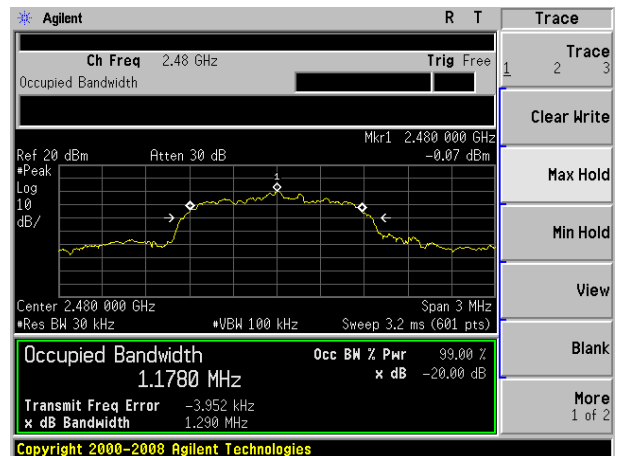 Agilent R T Trace
Ch Freq 2.48 GHz Trig Free
Occupied Bandwidth
Trace
1 2 3
Clear Write
Max Hold
Min Hold
View
Blank
More
1 of 2
Mkr1 2.480 000 GHz
Ref 20 dBm Atten 30 dB -0.07 dBm
#Peak
Log
10
dB/
1
Center 2.480 000 GHz Span 3 MHz
#Res BW 30 kHz #VBW 100 kHz Sweep 3.2 ms (601 pts)
Occupied Bandwidth Occ BW % Pwr 99.00 %
1.1780 MHz x dB -20.00 dB
Transmit Freq Error -3.952 kHz
x dB Bandwidth 1.290 MHz
Copyright 2000-2008 Agilent Technologies